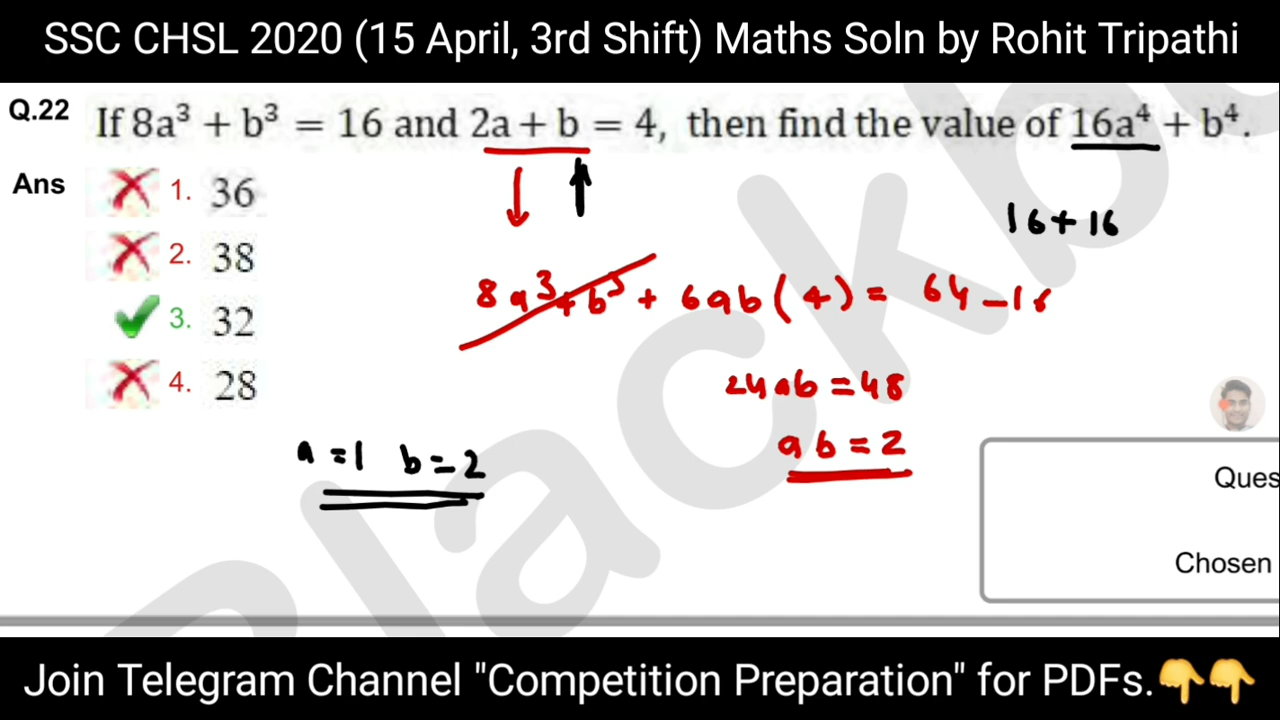 SSC CHSL 2020 (15 April, 3rd Shift) Maths Soln by Rohit Tripathi
Q.22 If 8a³ + b³ = 16 and 2a + b = 4, then find the value of 16a⁴ + b⁴.
Ans 1. 36
16+16
2. 38
8a³+b³ + 6ab(4) = 64-16
3. 32
24ab=48
4. 28
ab=2
a=1 b=2
Ques
Chosen
Black
Join Telegram Channel "Competition Preparation" for PDFs.👇👇